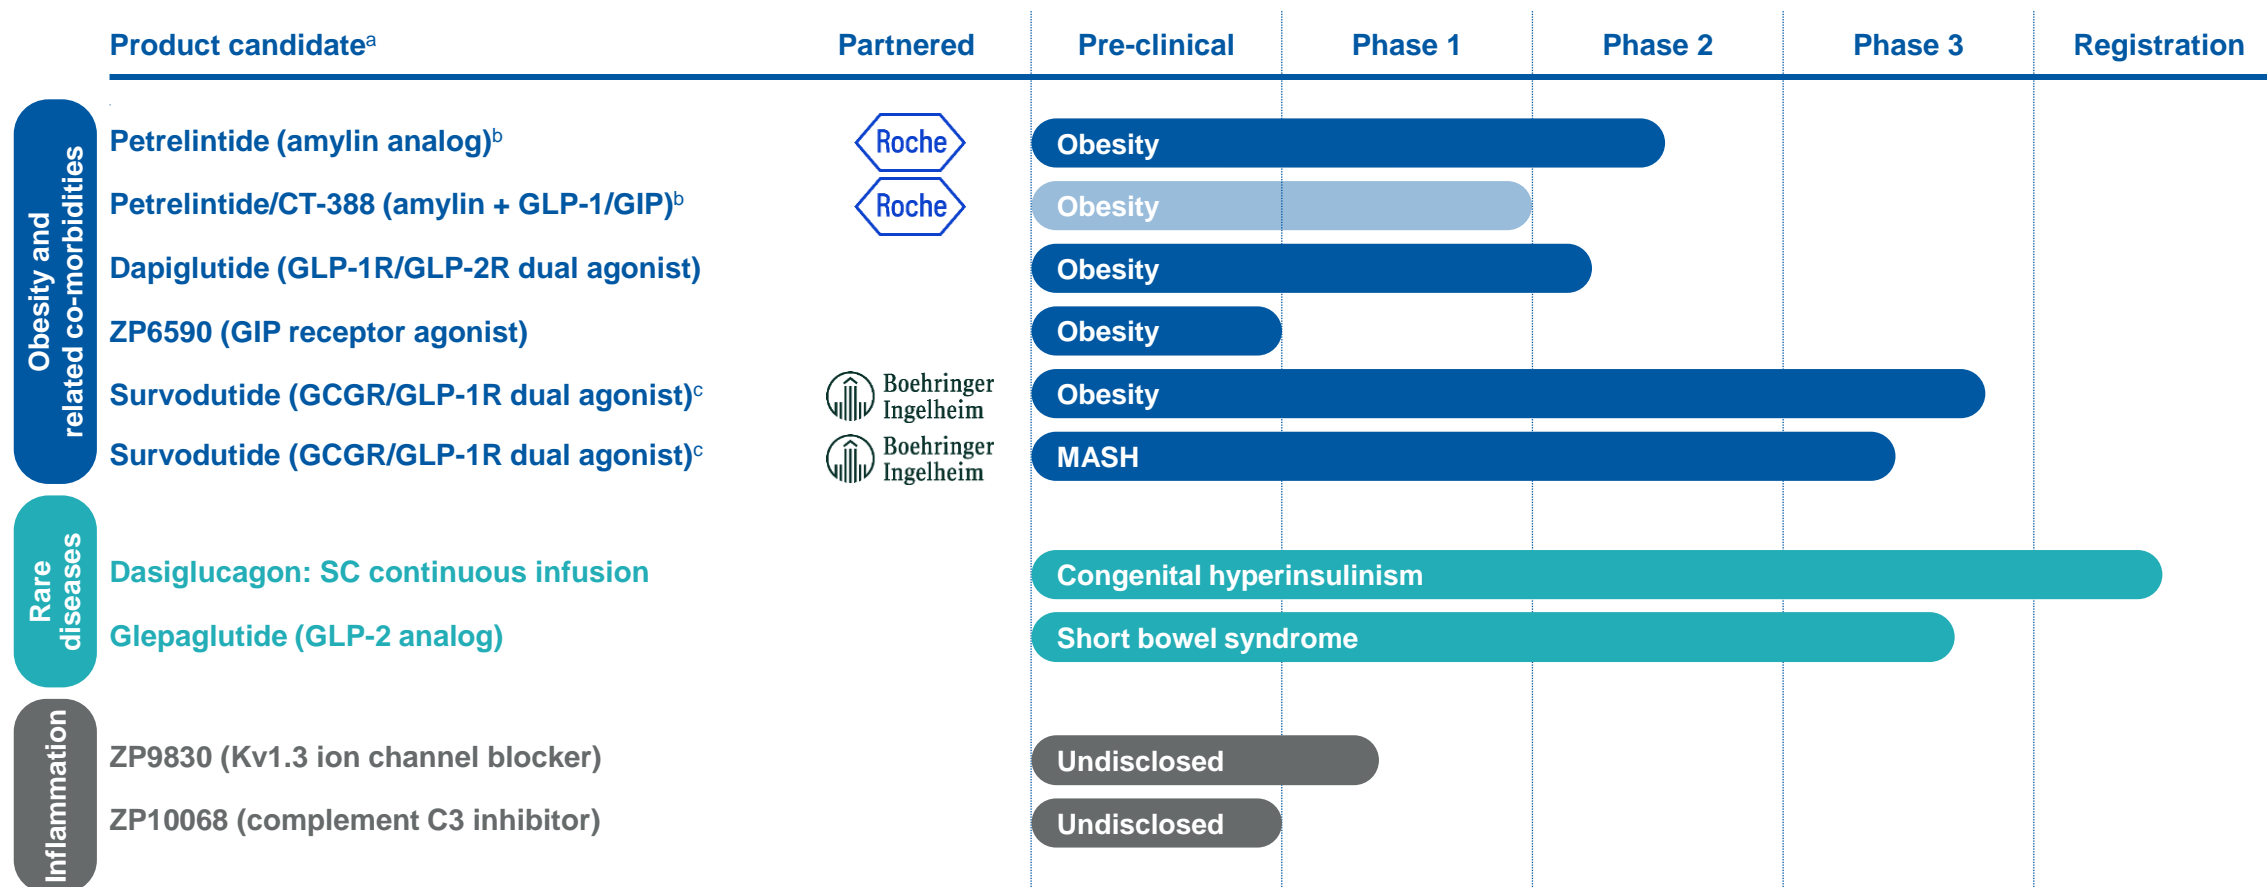 Product candidateᵃ Partnered Pre-clinical Phase 1 Phase 2 Phase 3 Registration
Obesity and
related co-morbidities
Petrelintide (amylin analog)ᵇ Roche Obesity
Petrelintide/CT-388 (amylin + GLP-1/GIP)ᵇ Roche Obesity
Dapiglutide (GLP-1R/GLP-2R dual agonist) Obesity
ZP6590 (GIP receptor agonist) Obesity
Survodutide (GCGR/GLP-1R dual agonist)ᶜ Boehringer Ingelheim Obesity
Survodutide (GCGR/GLP-1R dual agonist)ᶜ Boehringer Ingelheim MASH
Rare
diseases
Dasiglucagon: SC continuous infusion Congenital hyperinsulinism
Glepaglutide (GLP-2 analog) Short bowel syndrome
Inflammation
ZP9830 (Kv1.3 ion channel blocker) Undisclosed
ZP10068 (complement C3 inhibitor) Undisclosed